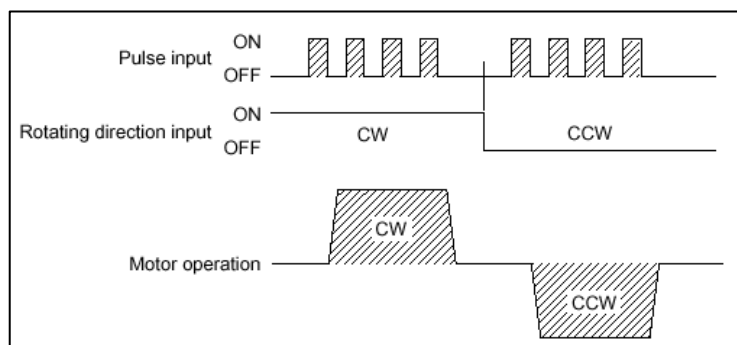 ON
Pulse input
OFF
ON
Rotating direction input
CW
CCW
OFF
CW
Motor operation
CCW